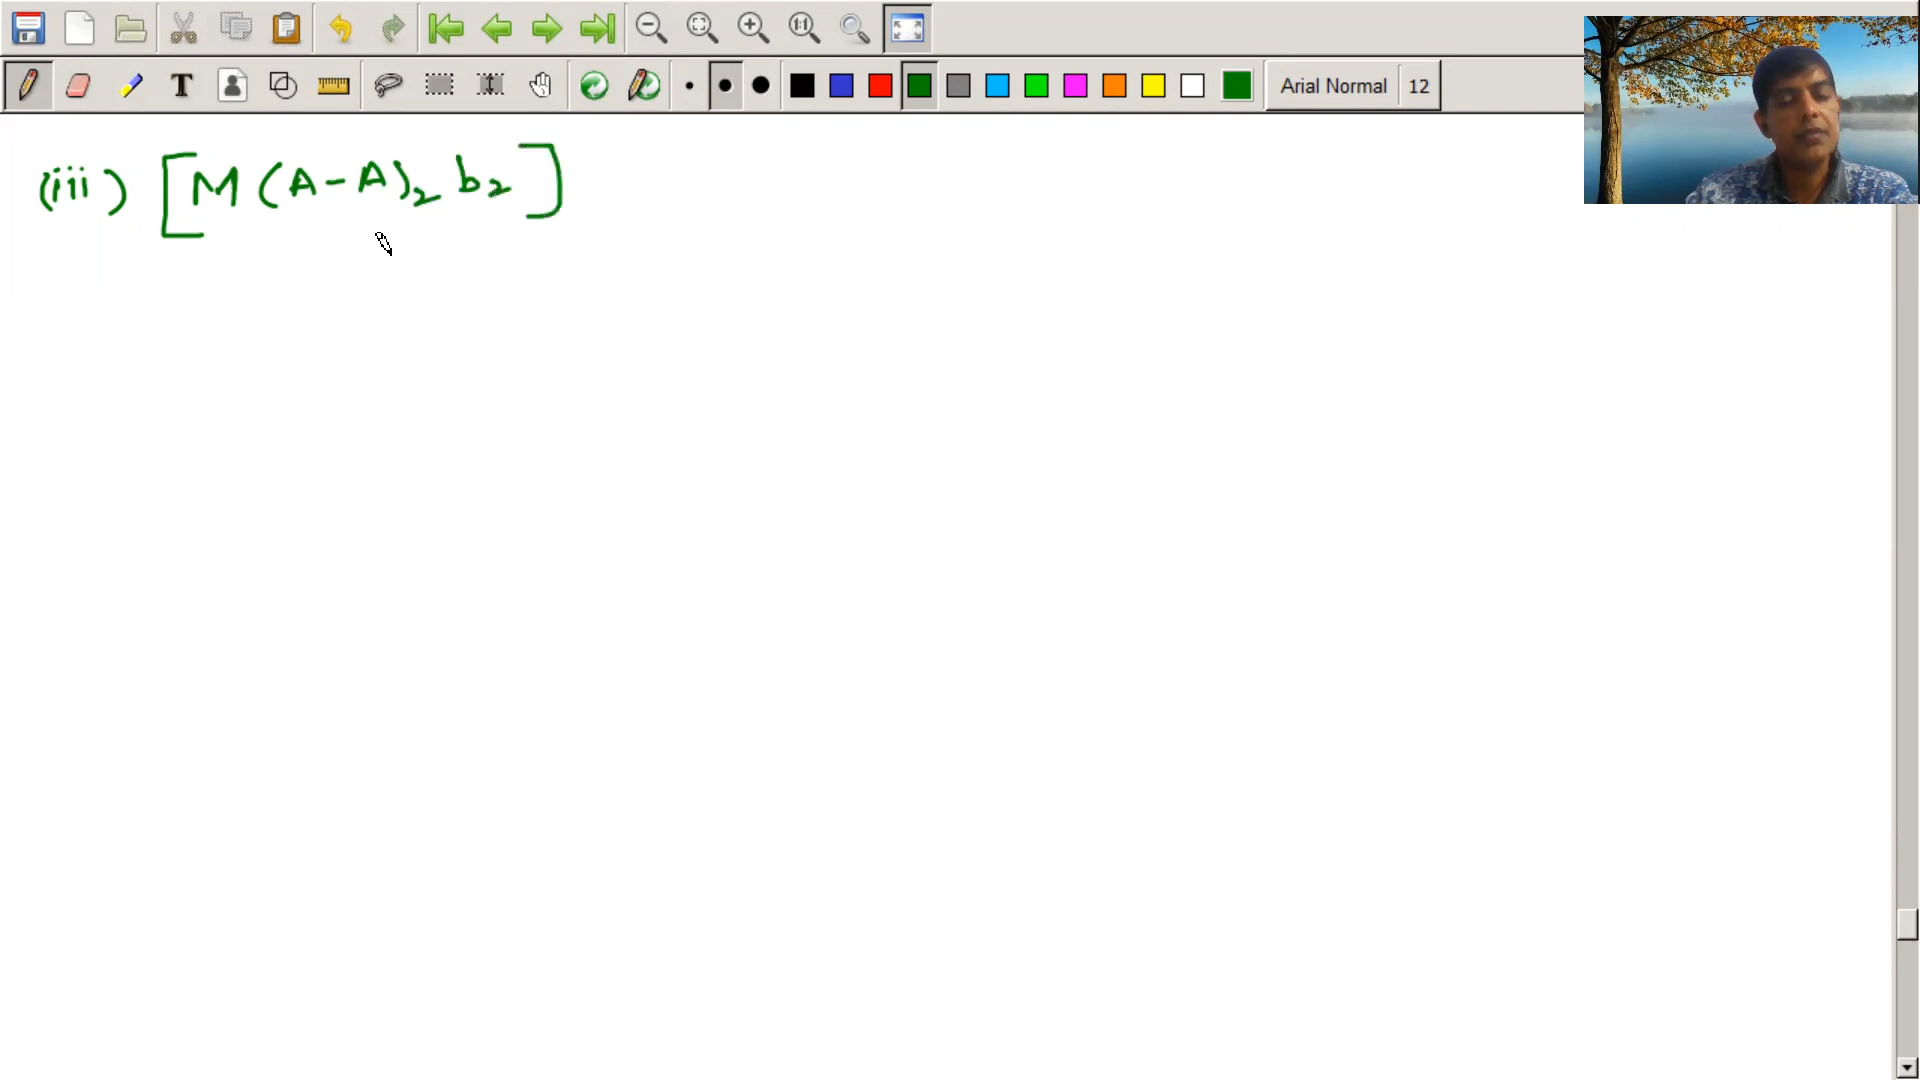 T
Arial Normal 12
(iii) [M(A-A)₂ b₂]